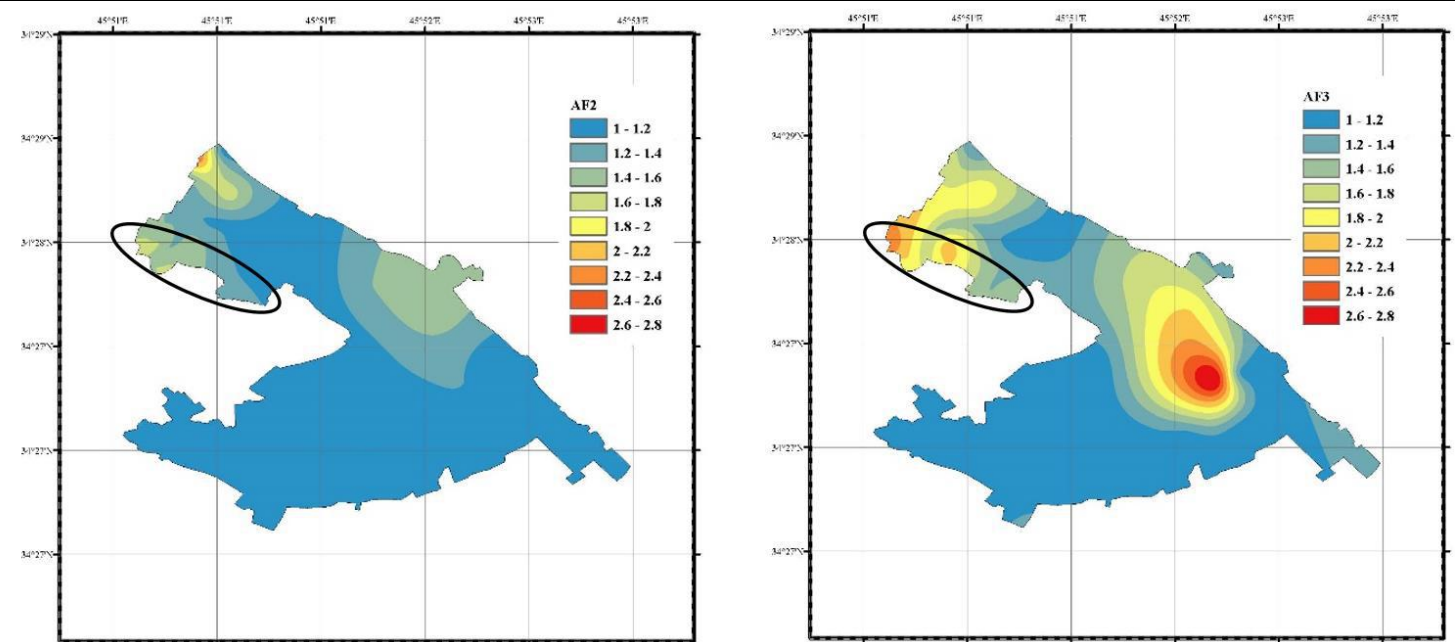 45°51'E 45°51'E 45°51'E 45°52'E 45°53'E 45°53'E
34°29'N
34°29'N
34°28'N
34°27'N
34°27'N
34°27'N
AF2
1 - 1.2
1.2 - 1.4
1.4 - 1.6
1.6 - 1.8
1.8 - 2
2 - 2.2
2.2 - 2.4
2.4 - 2.6
2.6 - 2.8
45°51'E 45°51'E 45°51'E 45°52'E 45°53'E 45°53'E
34°29'N
34°29'N
34°28'N
34°27'N
34°27'N
34°27'N
AF3
1 - 1.2
1.2 - 1.4
1.4 - 1.6
1.6 - 1.8
1.8 - 2
2 - 2.2
2.2 - 2.4
2.4 - 2.6
2.6 - 2.8